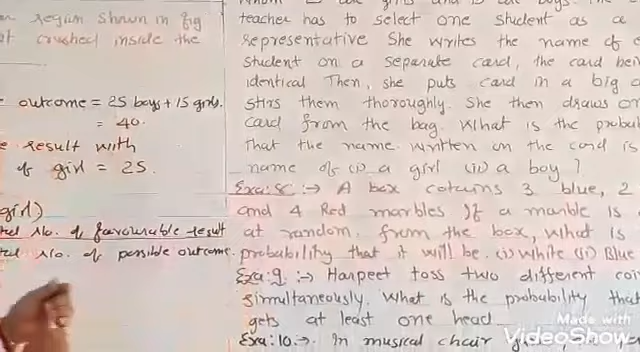 region shown in fig
crushed inside the
outcome = 25 boys + 15 girls.
= 40.
result with
of girl = 25.
girl)
No. of favourable result
No. of possible outcome.
teacher has to select one student as a
representative She writes the name of
student on a separate card, the card
identical Then, she puts card in a big
stirs them thoroughly. She then draws
card from the bag. What is the
that the name. written on the card is
name of (i) a girl (ii) a boy?
Exa: 8 :→ A box cotains 3 blue, 2
and 4 Red marbles If a marble is
at random. from the box, what is
probability that it will be. (i) White (ii) Blue
Exa: 9 :→ Harpeet toss two different
simultaneously. What is the probability that
gets at least one head
Exa: 10 :→ In musical chair
Made with
VideoShow